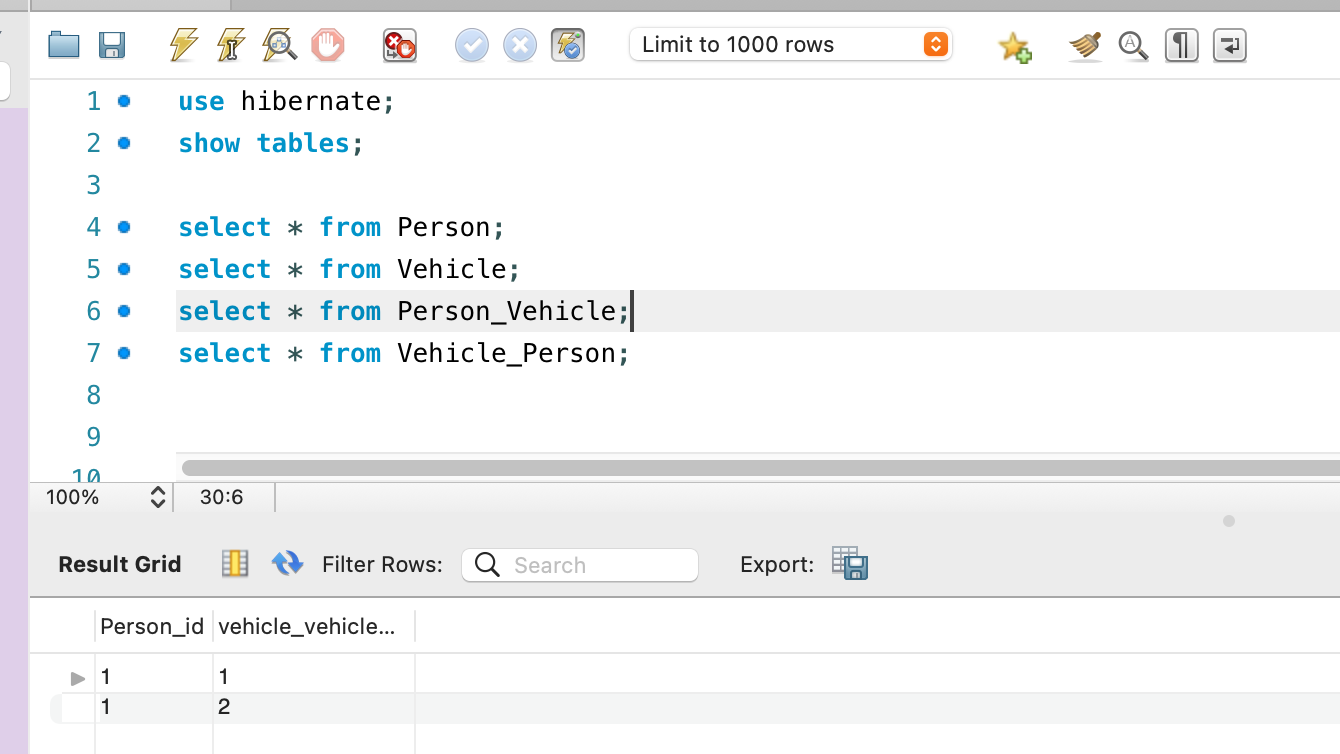 Limit to 1000 rows
1 use hibernate;
2 show tables;
3
4 select * from Person;
5 select * from Vehicle;
6 select * from Person_Vehicle;
7 select * from Vehicle_Person;
8
9
10
100% 30:6
Result Grid Filter Rows: Search Export:
Person_id vehicle_vehicle...
1 1
1 2